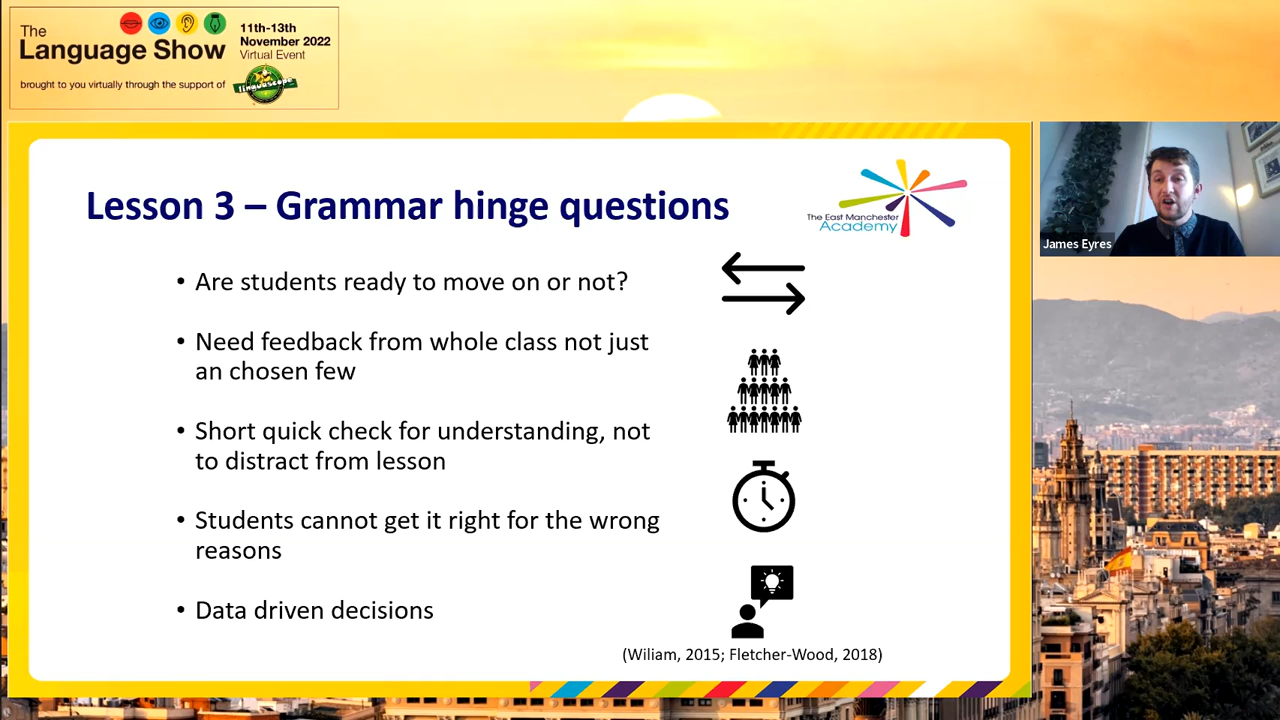 The
Language Show
11th-13th
November 2022
Virtual Event
brought to you virtually through the support of
linguascope
Lesson 3 – Grammar hinge questions
The East Manchester
Academy
• Are students ready to move on or not?
• Need feedback from whole class not just
an chosen few
• Short quick check for understanding, not
to distract from lesson
• Students cannot get it right for the wrong
reasons
• Data driven decisions
(Wiliam, 2015; Fletcher-Wood, 2018)
James Eyres